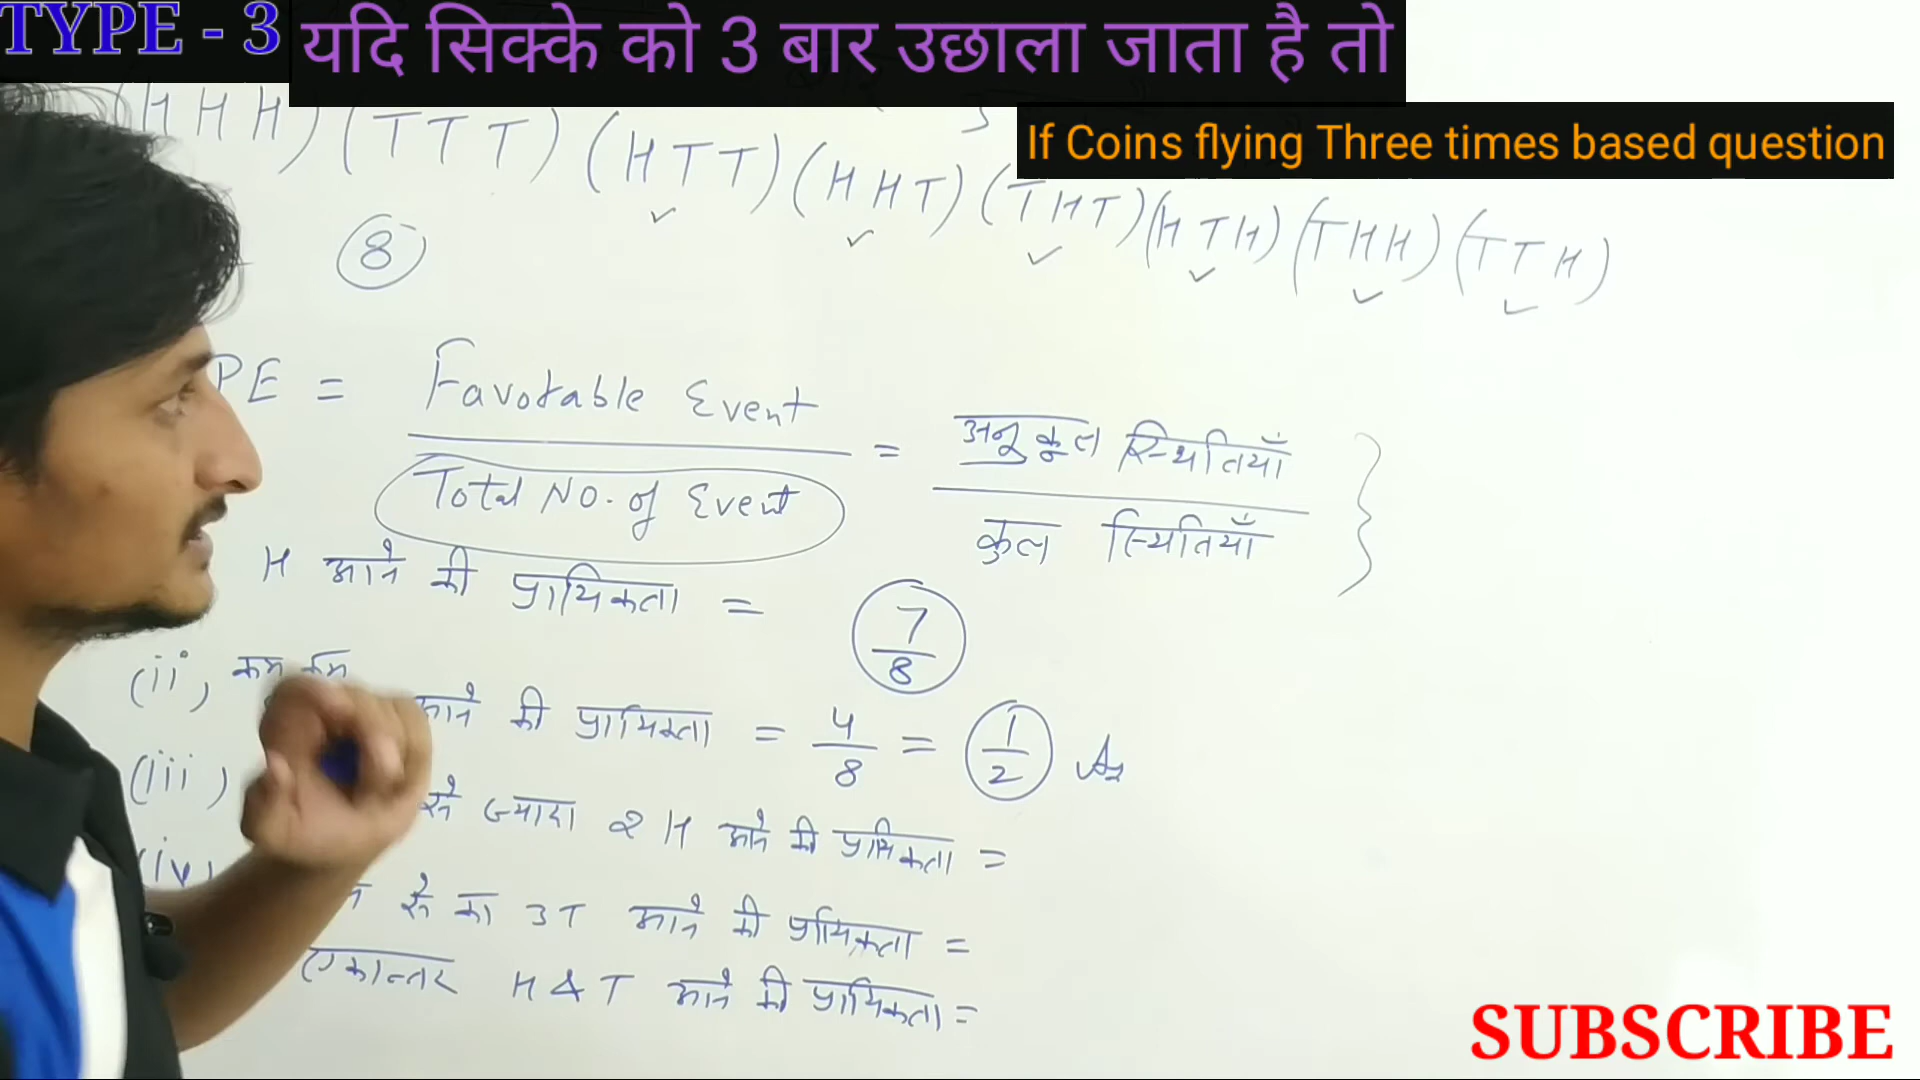 TYPE - 3 यदि सिक्के को 3 बार उछाला जाता है तो
If Coins flying Three times based question
HHH) (TTT) (HTT) (HHT) (THT) (HTH) (THH) (TTH)
8
PE = Favorable Event / Total No. of Event = अनुकूल स्थितियाँ / कुल स्थितियाँ }
H आने की प्रायिकता = 7/8
(ii) कम कम
आने की प्रायिकता = 4/8 = 1/2 As
(iii) से ज्यादा 2 H आने की प्रायिकता =
(iv) से का 3T आने की प्रायिकता =
एकान्तर H & T आने की प्रायिकता =
SUBSCRIBE